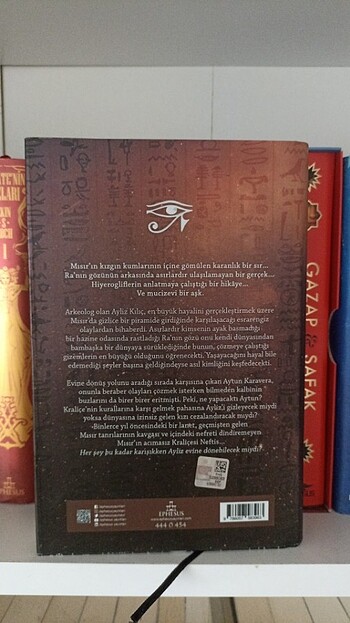 Mısır'ın kızgın kumlarının içine gömülen karanlık bir sır...
Ra'nın gözünün arkasında asırlardır ulaşılamayan bir gerçek...
Hiyerogliflerin anlatmaya çalıştığı bir hikâye...
Ve mucizevi bir aşk.
Arkeolog olan Ayliz Kılıç, en büyük hayalini gerçekleştirmek üzere
Mısır'da gizlice bir piramide girdiğinde karşılaşacağı esrarengiz
olaylardan bihaberdi. Asırlardır kimsenin ayak basmadığı
bir hazine odasında rastladığı Ra'nın gözü onu kendi dünyasından
bambaşka bir dünyaya sürüklediğinde bunun, çözmeye çalıştığı
gizemlerin en büyüğü olduğunu öğrenecekti. Yaşayacağını hayal bile
edemediği şeyler başına geldiğindeyse asıl kimliğini keşfedecekti.
Evine dönüş yolunu aradığı sırada karşısına çıkan Aytun Karavera,
onunla beraber olayları çözmek isterken bilmeden kalbinin
buzlarını da birer birer eritmişti. Peki, ne yapacaktı Aytun?
Kraliçe'nin kurallarına karşı gelmek pahasına Ayliz'i gizleyecek miydi
yoksa dünyasına izinsiz gelen kızı cezalandıracak mıydı?
Binlerce yıl öncesindeki bir lanet, geçmişten gelen
Mısır tanrılarının kavgası ve içindeki nefreti dindiremeyen
Mısır'ın acımasız Kraliçesi Neftis...
Her şey bu kadar karışıkken Ayliz evine dönebilecek miydi?
EPHESUS
444 0 454
GAZAP
ŞAFAK